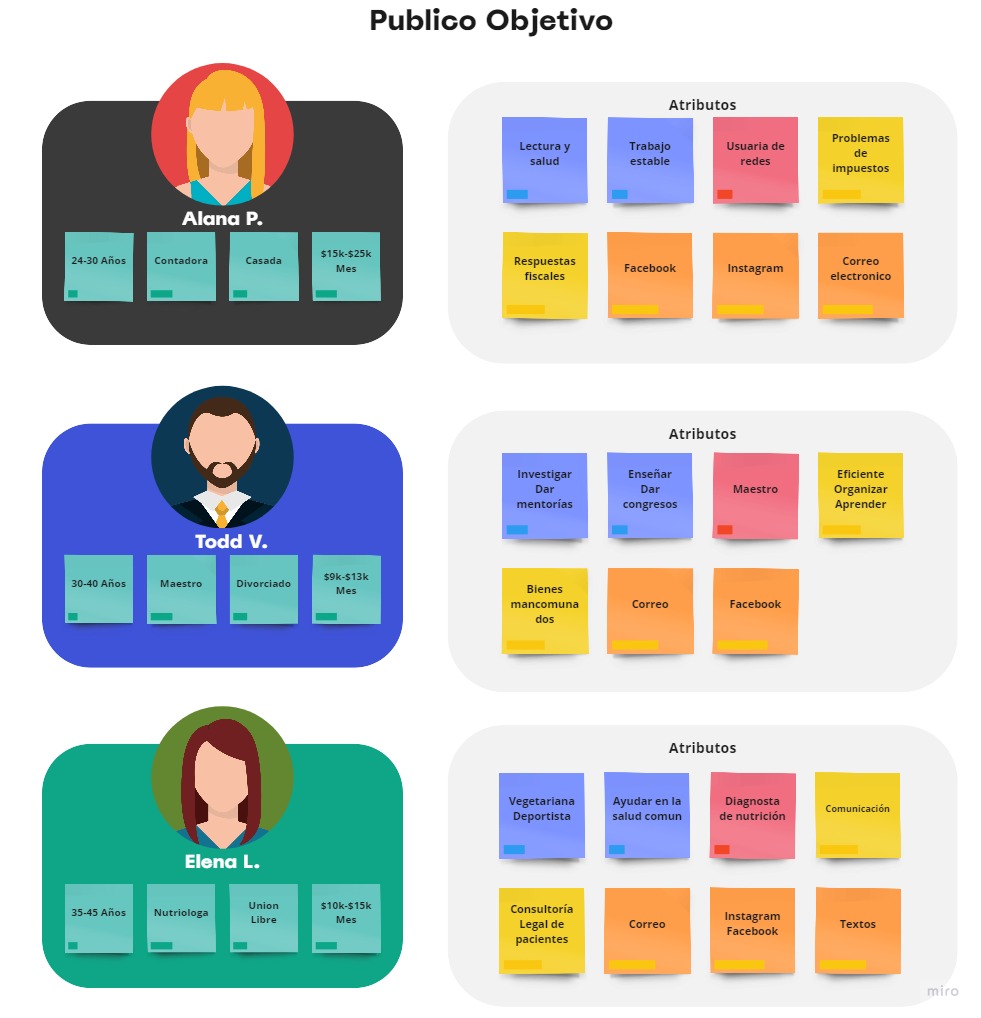 Publico Objetivo
Alana P.
24-30 Años
Contadora
Casada
$15k-$25k
Mes
Atributos
Lectura y
salud
Trabajo
estable
Usuaria de
redes
Problemas
de
impuestos
Respuestas
fiscales
Facebook
Instagram
Correo
electronico
Todd V.
30-40 Años
Maestro
Divorciado
$9k-$13k
Mes
Atributos
Investigar
Dar
mentorías
Enseñar
Dar
congresos
Maestro
Eficiente
Organizar
Aprender
Bienes
mancomuna
dos
Correo
Facebook
Elena L.
35-45 Años
Nutriologa
Union
Libre
$10k-$15k
Mes
Atributos
Vegetariana
Deportista
Ayudar en la
salud comun
Diagnosta
de nutrición
Comunicación
Consultoría
Legal de
pacientes
Correo
Instagram
Facebook
Textos
miro